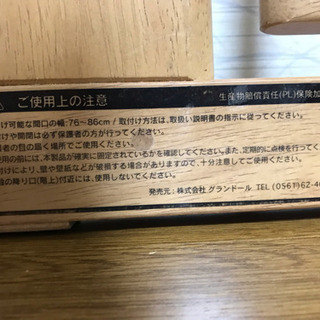 ご使用上の注意 生産物賠償責任(PL)保険加
け可能な間口の幅:76~86cm / 取付け方法は、取扱い説明書の指示に従ってください。
けや開閉は必ず保護者の方が行ってください。
者の目の届く場所でご使用ください。
使用の前には、本製品が確実に固定されているかを確認してください。また、定期的に点検を行ってく
付けにより、壁や壁紙などが破損する場合がありますので、十分注意してご使用ください。
の降り口(階上)付近には、使用しないでください。
発売元:株式会社 グランドール TEL (0561)62-4